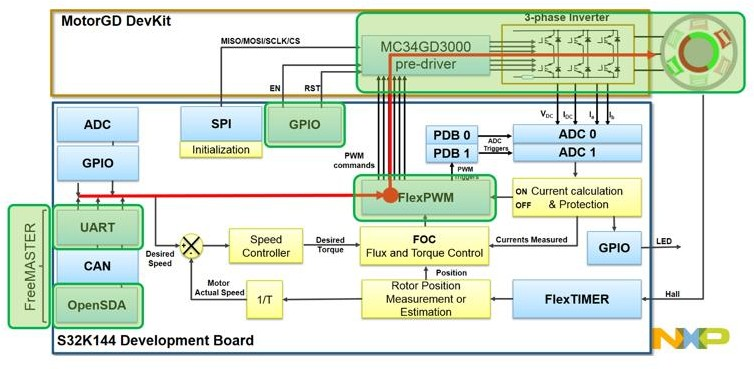 MotorGD DevKit
3-phase Inverter
MISO/MOSI/SCLK/CS
MC34GD3000
pre-driver
EN
RST
VDC
IDC
Ia
Ib
ADC
SPI
Initialization
GPIO
GPIO
PWM
commands
PDB 0
PDB 1
ADC
Triggers
ADC 0
ADC 1
PWM
Triggers
FlexPWM
ON
OFF
Current calculation
& Protection
FreeMASTER
UART
CAN
OpenSDA
Desired
Speed
Speed
Controller
Desired
Torque
FOC
Flux and Torque Control
Currents Measured
GPIO
LED
Motor
Actual Speed
1/T
Position
Rotor Position
Measurement or
Estimation
FlexTIMER
Hall
S32K144 Development Board
NXP